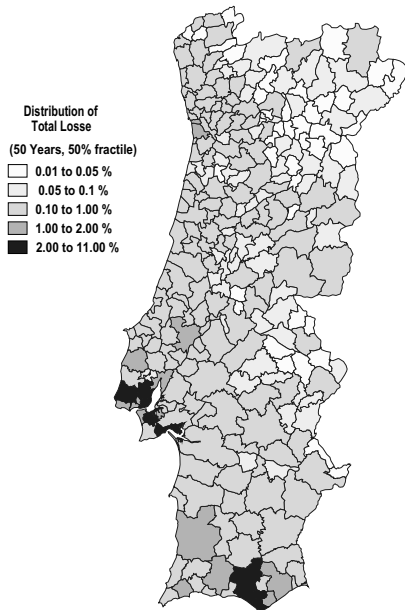 Distribution of
Total Losse
(50 Years, 50% fractile)
0.01 to 0.05 %
0.05 to 0.1 %
0.10 to 1.00 %
1.00 to 2.00 %
2.00 to 11.00 %